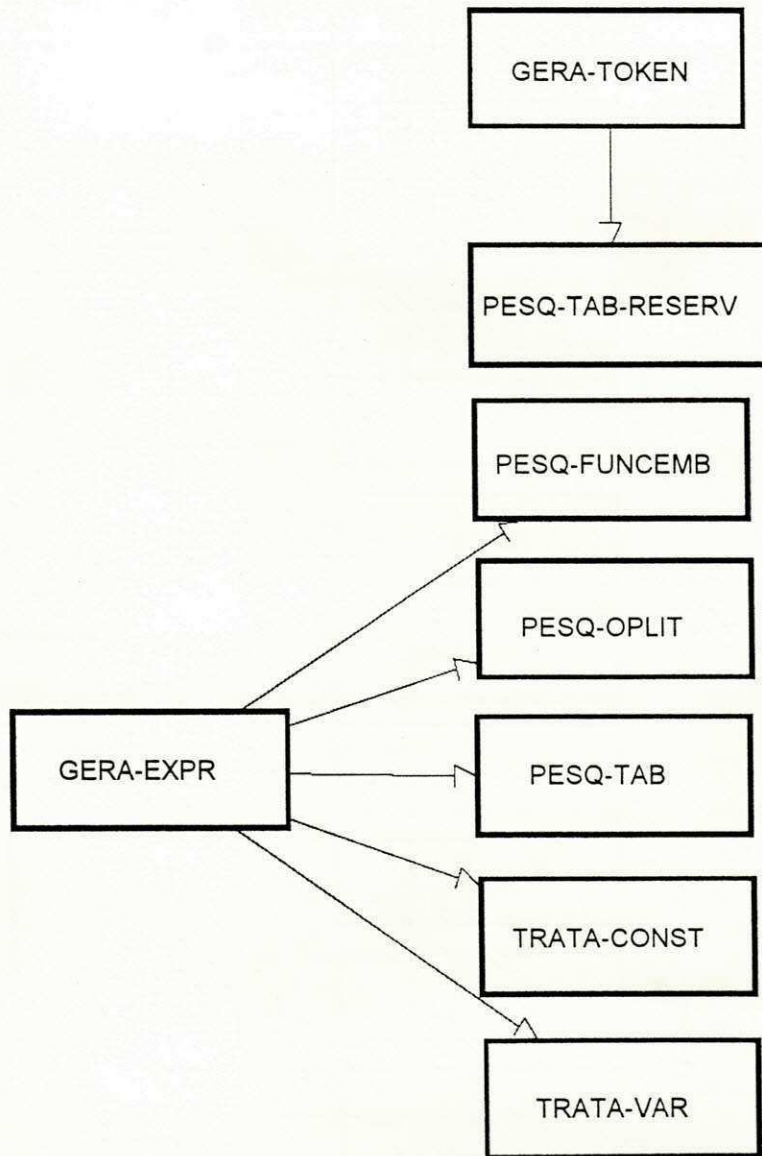 GERA-TOKEN
PESQ-TAB-RESERV
PESQ-FUNCEMB
PESQ-OPLIT
GERA-EXPR
PESQ-TAB
TRATA-CONST
TRATA-VAR